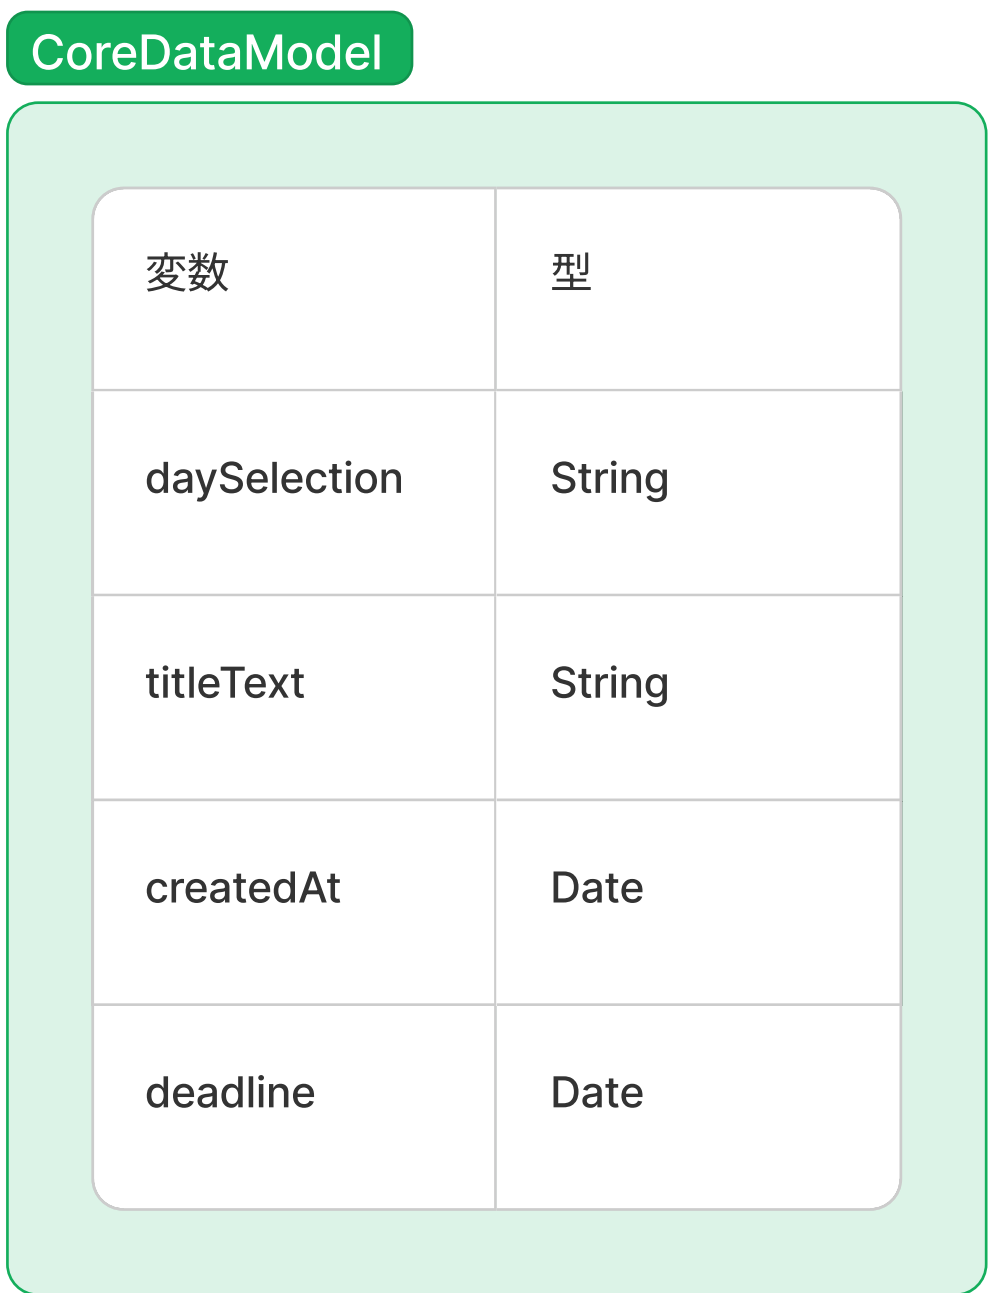 CoreDataModel
変数 型
daySelection String
titleText String
createdAt Date
deadline Date